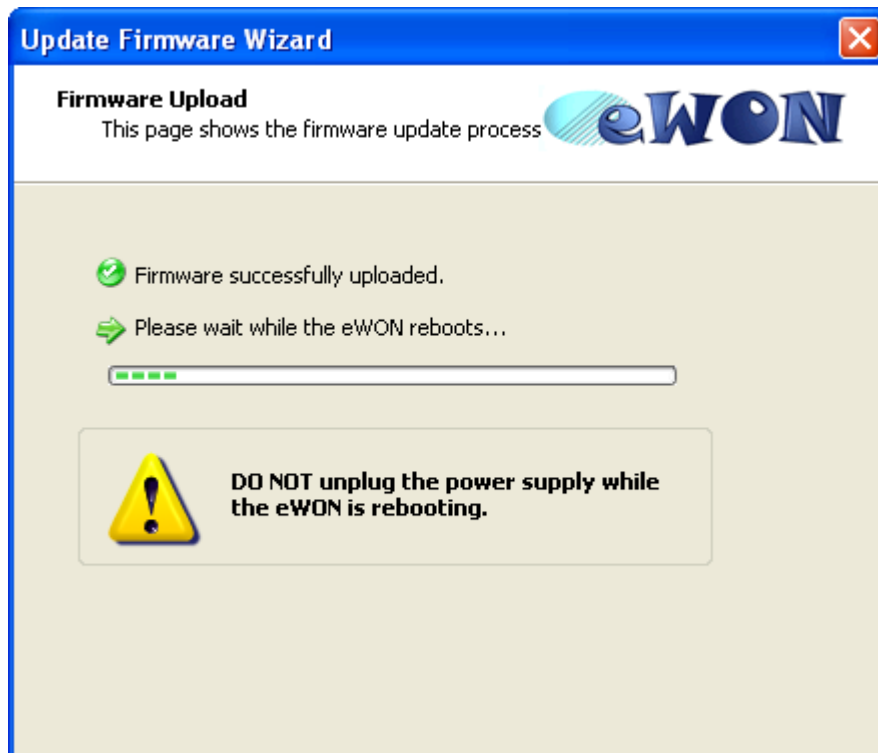 Update Firmware Wizard
Firmware Upload
This page shows the firmware update process
eWON
Firmware successfully uploaded.
Please wait while the eWON reboots...
DO NOT unplug the power supply while
the eWON is rebooting.